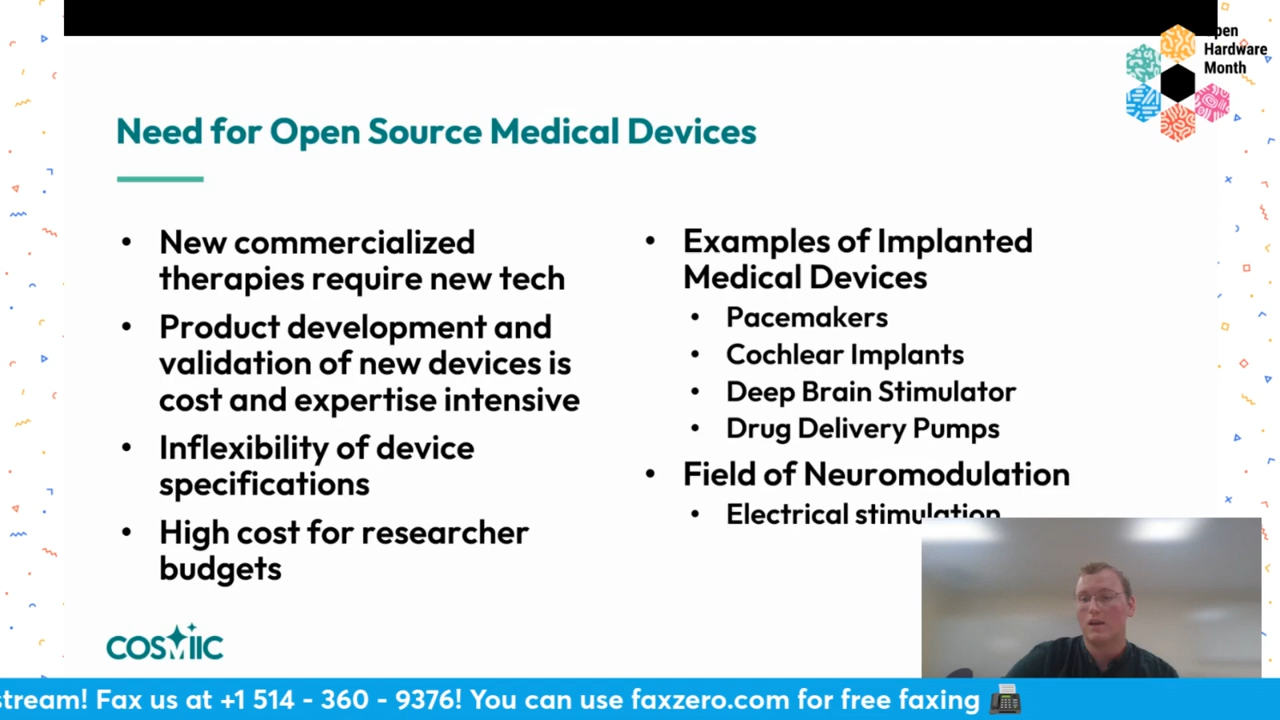 Open
Hardware
Month
Need for Open Source Medical Devices
• New commercialized
therapies require new tech
• Product development and
validation of new devices is
cost and expertise intensive
• Inflexibility of device
specifications
• High cost for researcher
budgets
• Examples of Implanted
Medical Devices
• Pacemakers
• Cochlear Implants
• Deep Brain Stimulator
• Drug Delivery Pumps
• Field of Neuromodulation
• Electrical stimulation
COSMIIC
stream! Fax us at +1 514 - 360 - 9376! You can use faxzero.com for free faxing 📠